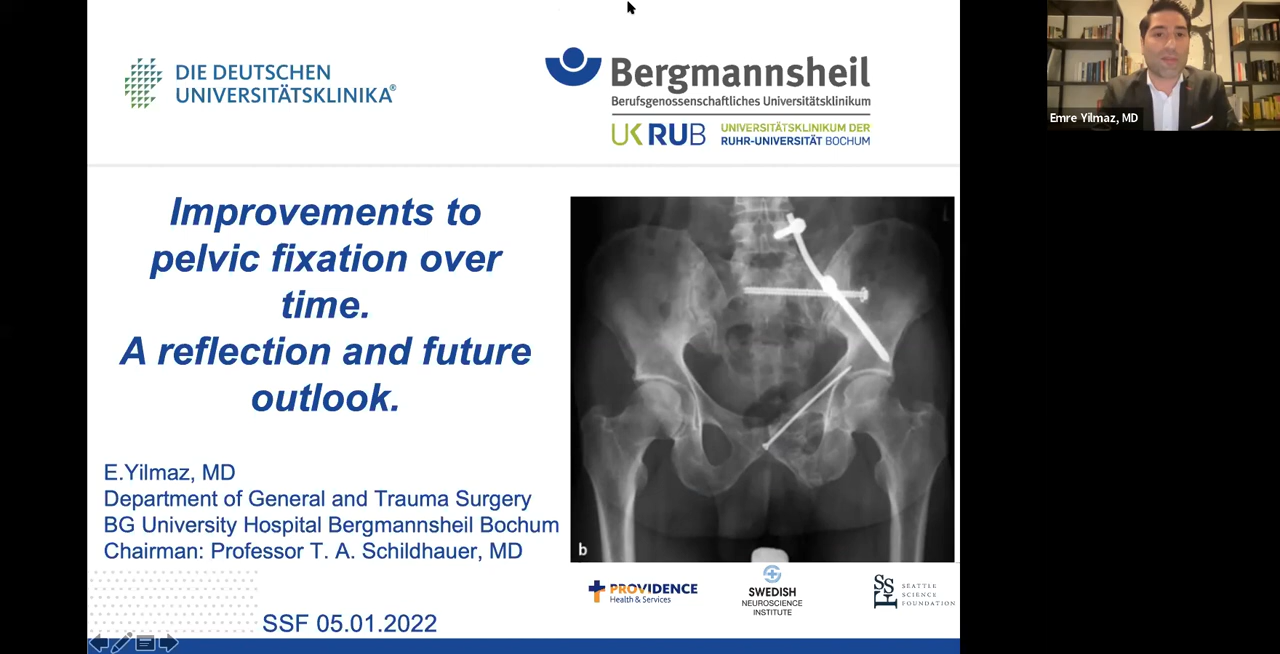 DIE DEUTSCHEN
UNIVERSITÄTSKLINIKA®
Bergmannsheil
Berufsgenossenschaftliches Universitätsklinikum
UK RUB
UNIVERSITÄTSKLINIKUM DER
RUHR-UNIVERSITÄT BOCHUM
Emre Yilmaz, MD
Improvements to
pelvic fixation over
time.
A reflection and future
outlook.
E.Yilmaz, MD
Department of General and Trauma Surgery
BG University Hospital Bergmannsheil Bochum
Chairman: Professor T. A. Schildhauer, MD
b
PROVIDENCE
Health & Services
SWEDISH
NEUROSCIENCE
INSTITUTE
SSF
SEATTLE
SCIENCE
FOUNDATION
SSF 05.01.2022